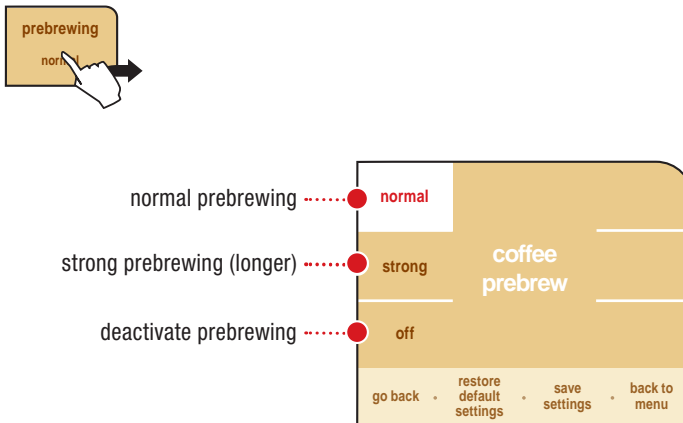 prebrewing
normal
normal prebrewing
normal
strong prebrewing (longer)
strong
coffee
prebrew
deactivate prebrewing
off
go back
restore
default
settings
save
settings
back to
menu